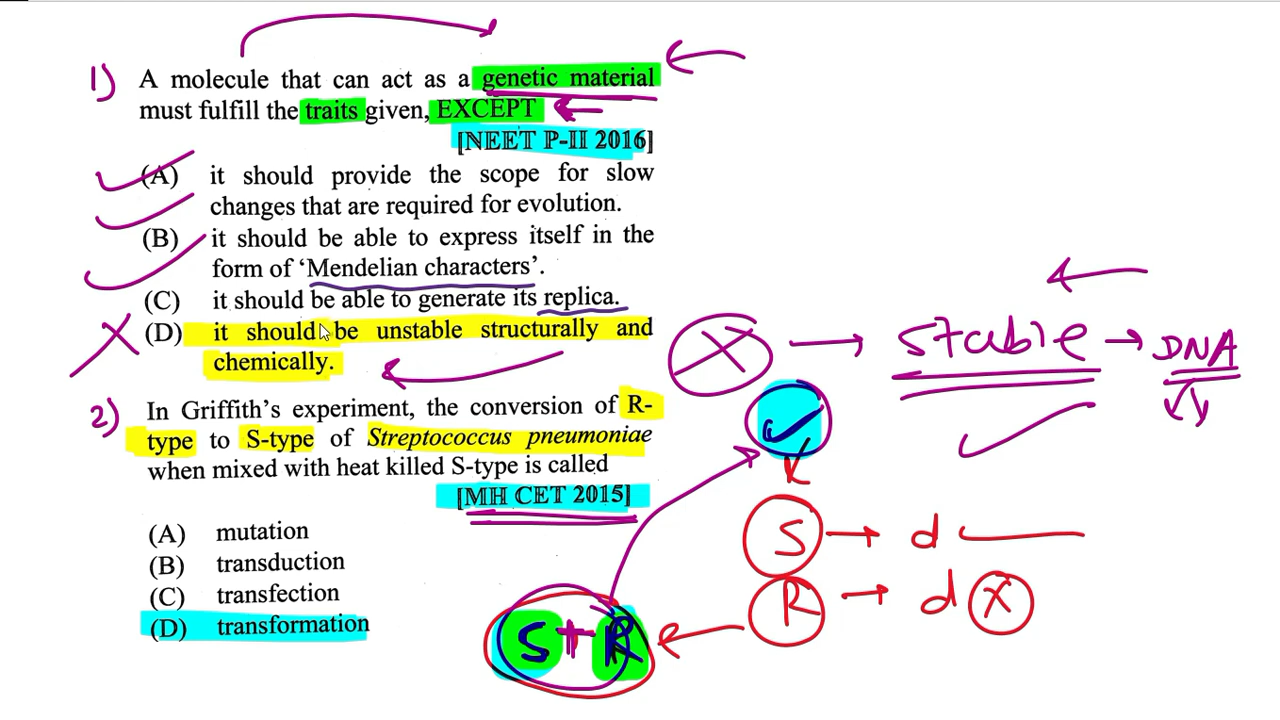 1) A molecule that can act as a genetic material
must fulfill the traits given, EXCEPT
[NEET P-II 2016]
(A) it should provide the scope for slow
changes that are required for evolution.
(B) it should be able to express itself in the
form of ‘Mendelian characters’.
(C) it should be able to generate its replica.
(D) it should be unstable structurally and
chemically.
X → stable → DNA
2) In Griffith’s experiment, the conversion of R-
type to S-type of Streptococcus pneumoniae
when mixed with heat killed S-type is called
[MH CET 2015]
(A) mutation
(B) transduction
(C) transfection
(D) transformation
K
S → d
R → d X
S + R